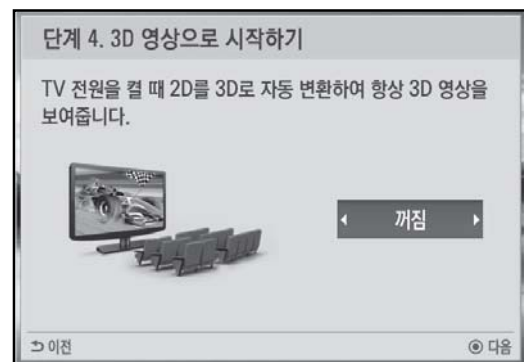 단계 4. 3D 영상으로 시작하기
TV 전원을 켤 때 2D를 3D로 자동 변환하여 항상 3D 영상을
보여줍니다.
꺼짐
이전
다음